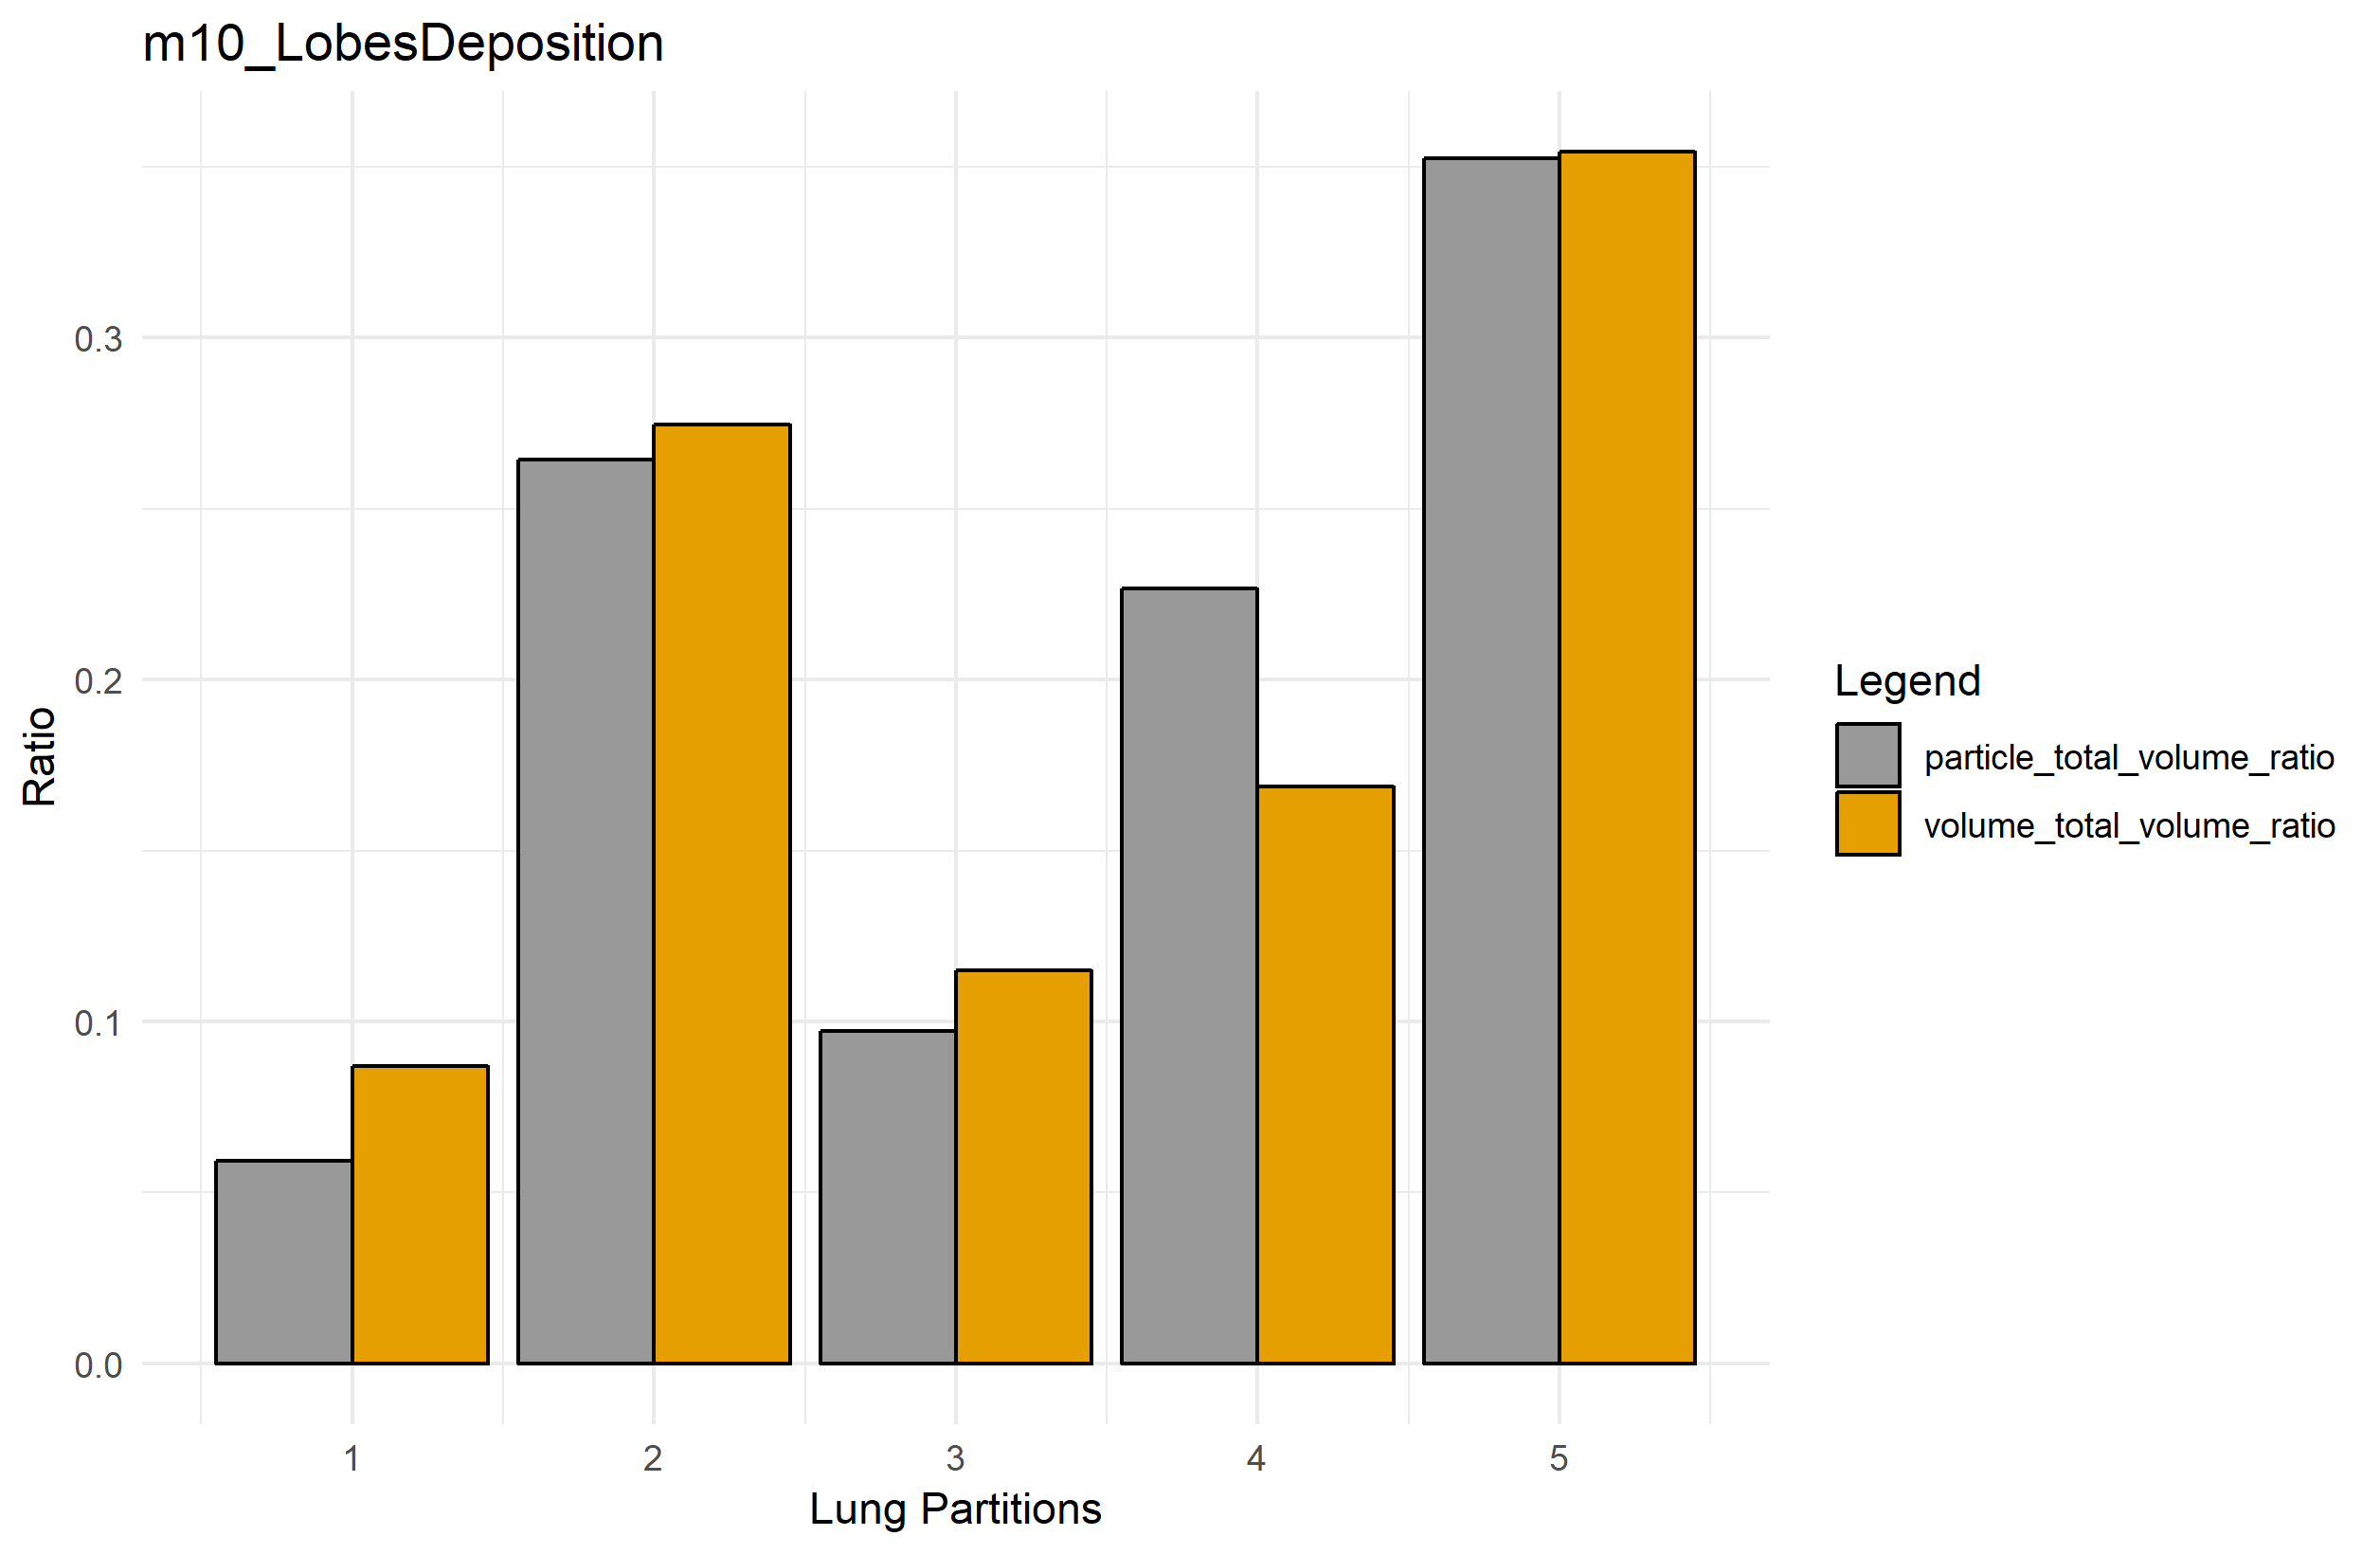 m10_LobesDeposition
Ratio
0.3
0.2
0.1
0.0
1 2 3 4 5
Lung Partitions
Legend
particle_total_volume_ratio
volume_total_volume_ratio